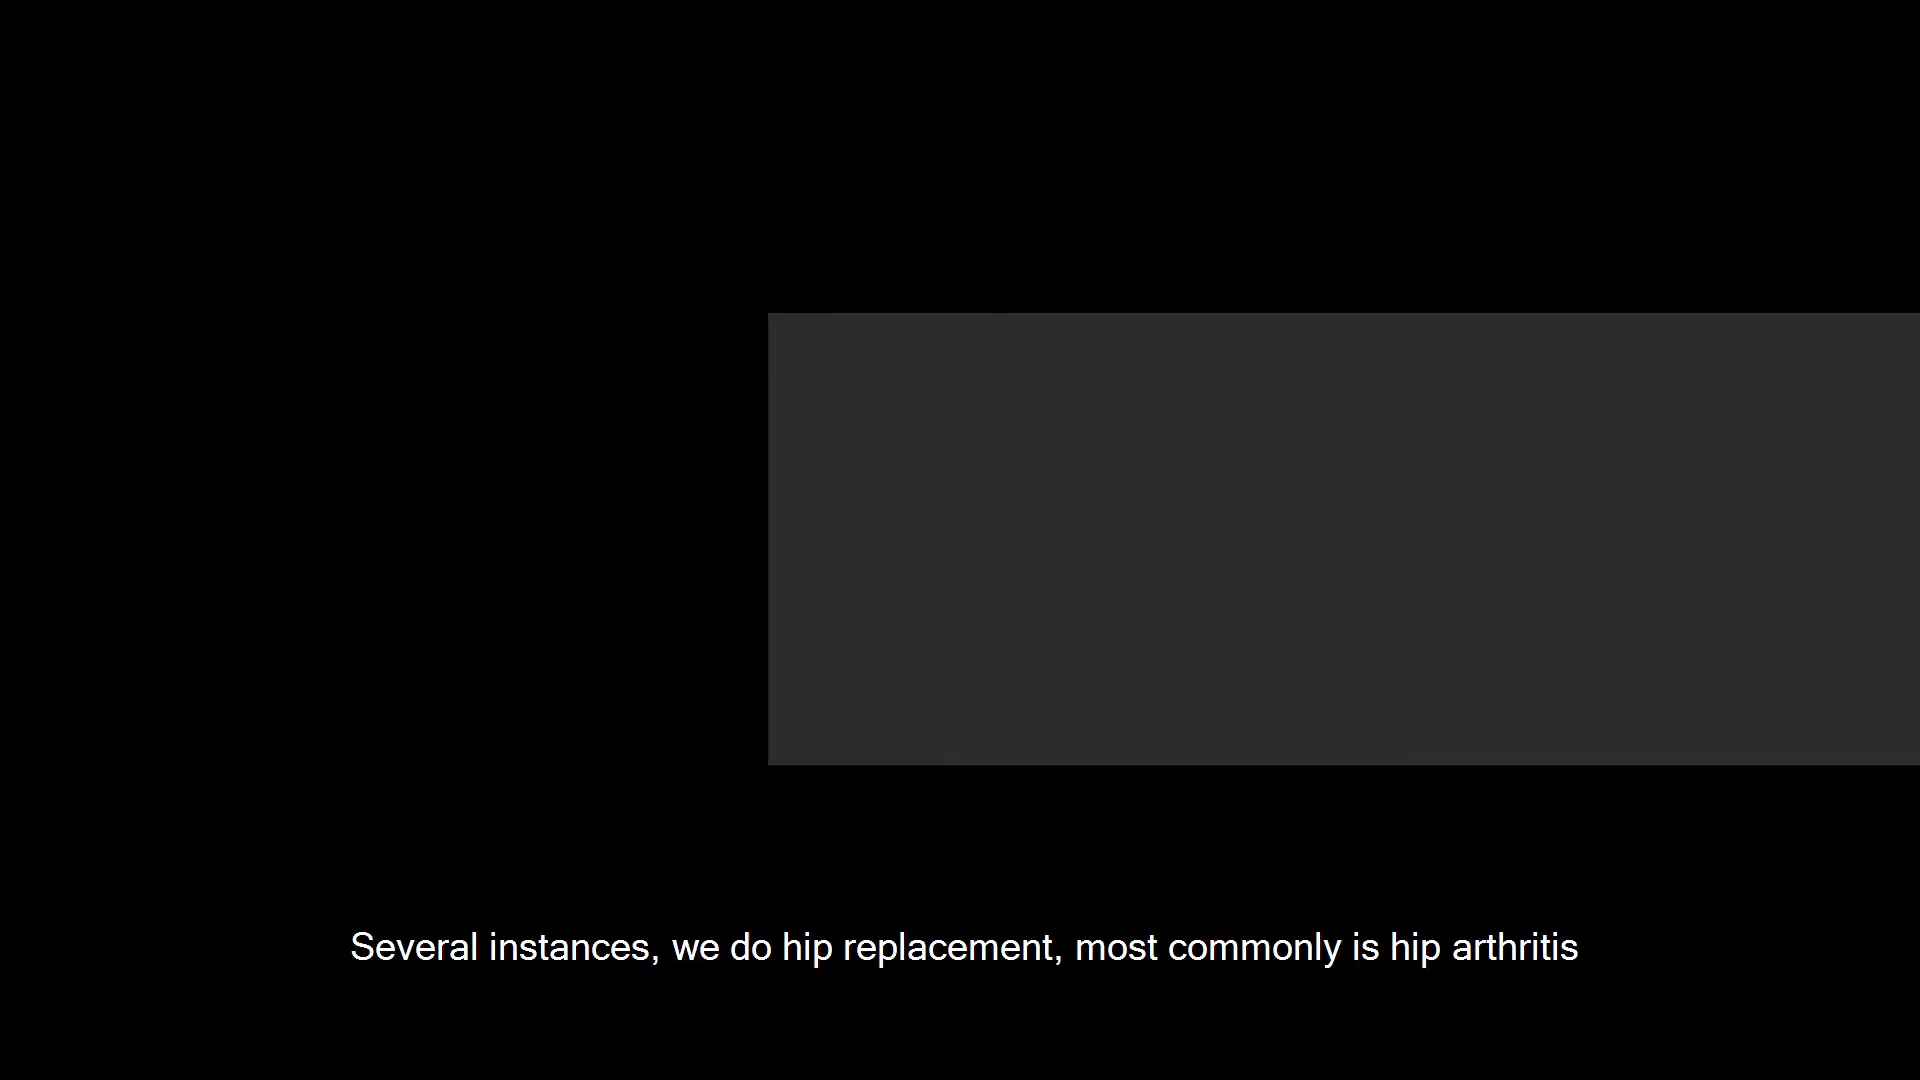 Several instances, we do hip replacement, most commonly is hip arthritis